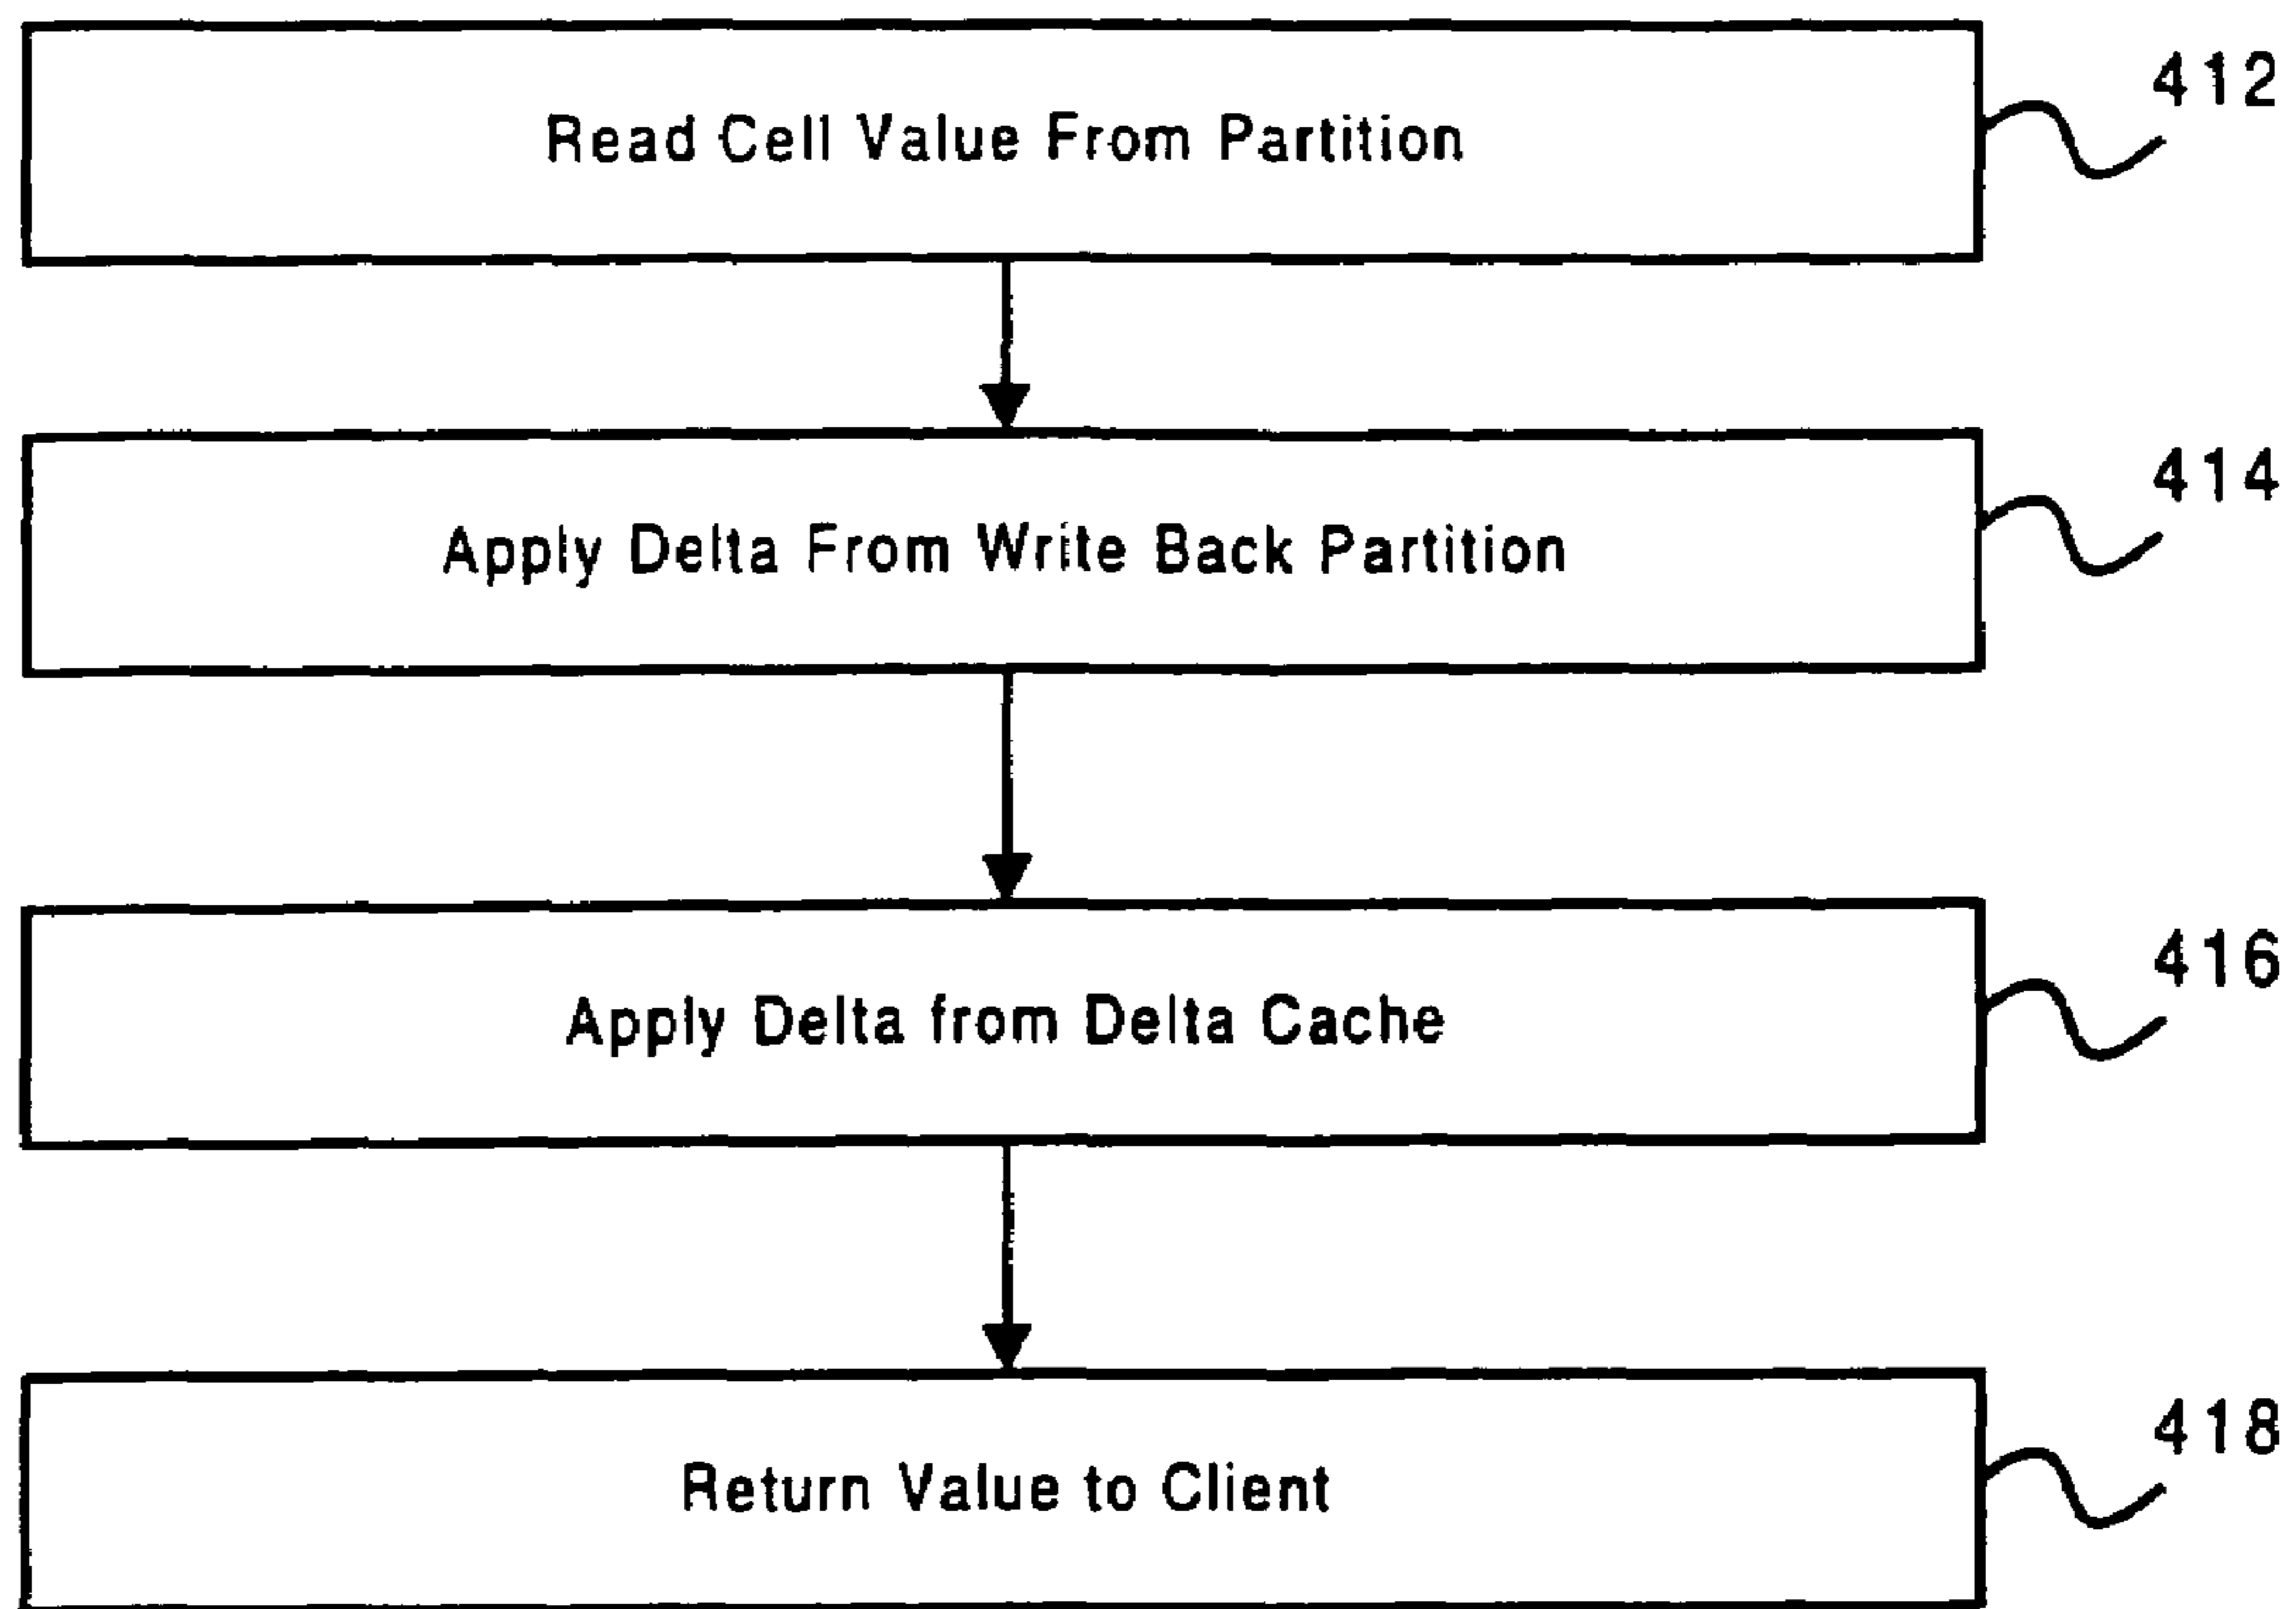 412
Read Cell Value From Partition
414
Apply Delta From Write Back Partition
416
Apply Delta from Delta Cache
418
Return Value to Client